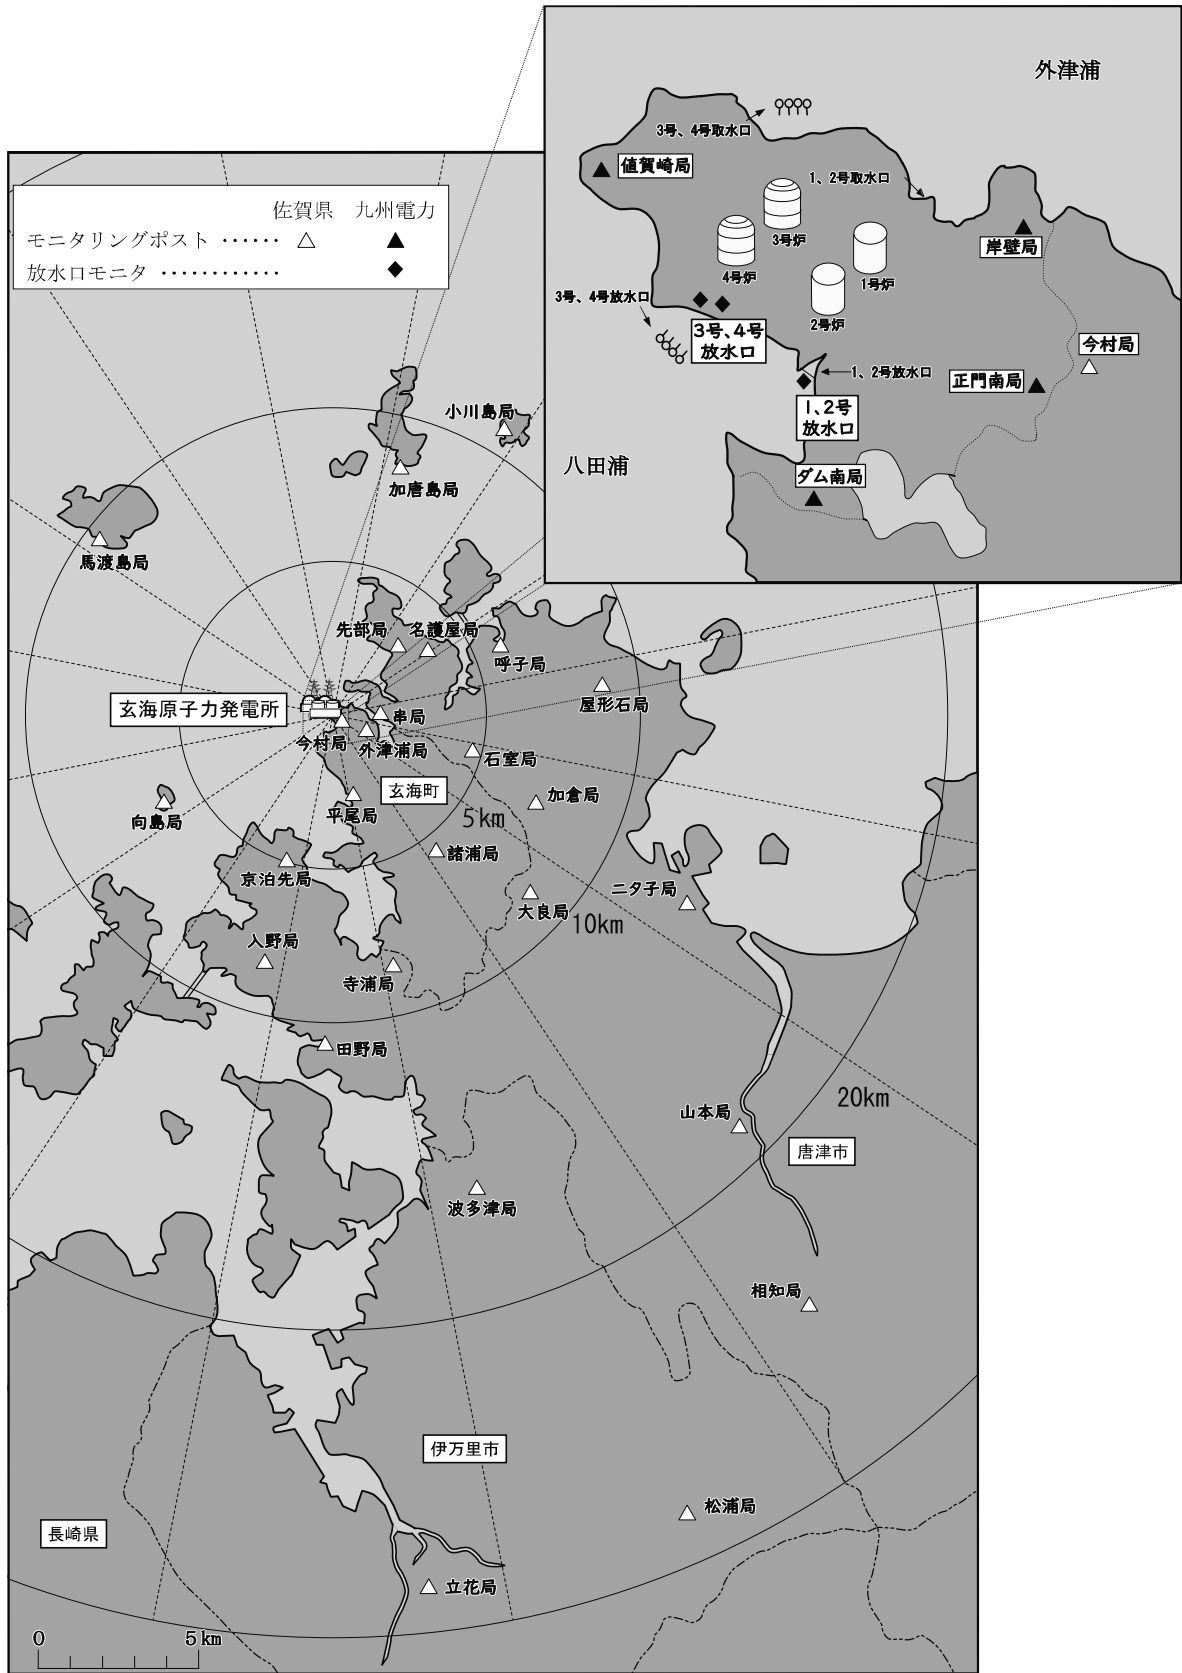 外津浦
3号、4号取水口
値賀崎局
1、2号取水口
3号炉
岸壁局
4号炉
1号炉
3号、4号放水口
2号炉
3号、4号
放水口
今村局
1、2号放水口
正門南局
1、2号
放水口
八田浦
ダム南局
佐賀県 九州電力
モニタリングポスト ・・・・・・ △ ▲
放水口モニタ ・・・・・・・・・・・・ ◆
小川島局
加唐島局
馬渡島局
先部局
名護屋局
呼子局
屋形石局
玄海原子力発電所
串局
今村局
外津浦局
石室局
玄海町
加倉局
向島局
平尾局
5km
諸浦局
京泊先局
二タ子局
大良局
10km
入野局
寺浦局
田野局
20km
山本局
唐津市
波多津局
相知局
伊万里市
松浦局
長崎県
立花局
0 5km